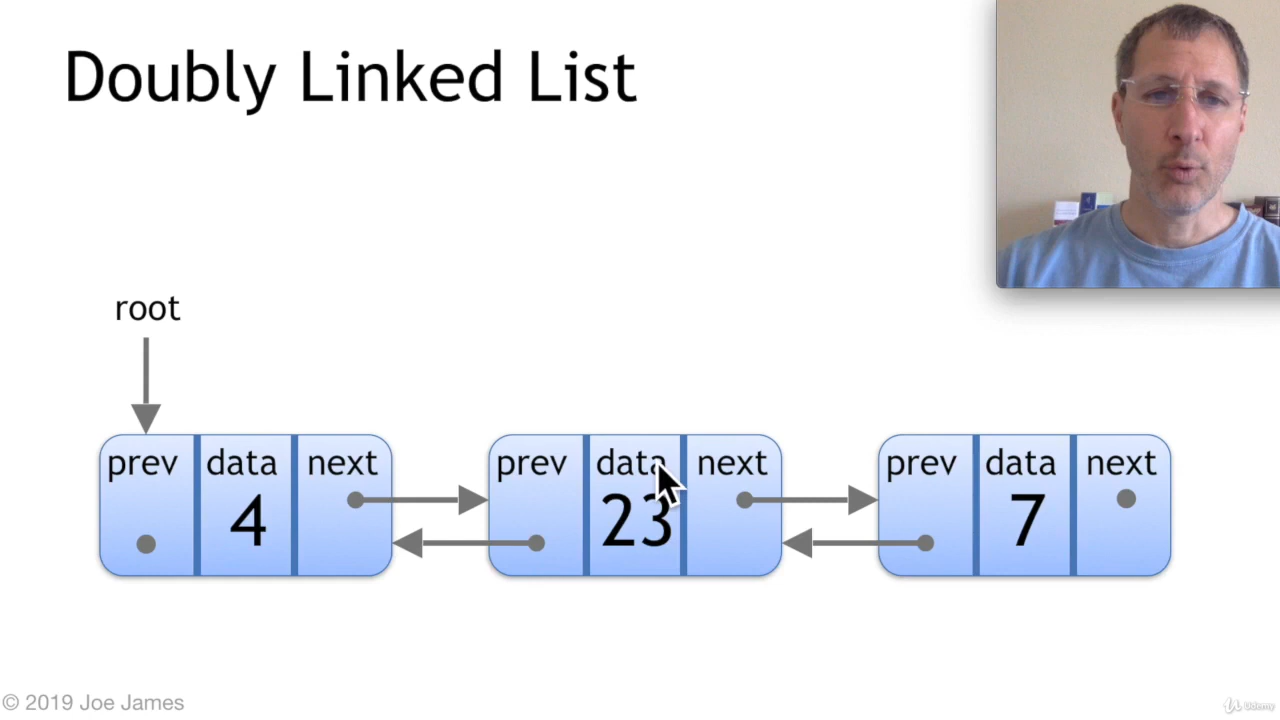 Doubly Linked List
root
prev data next prev data next prev data next
4 23 7
© 2019 Joe James
Udemy